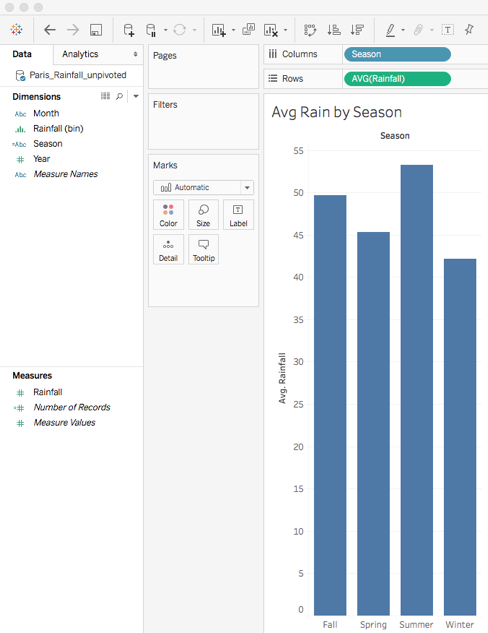 Data
Analytics
Paris_Rainfall_unpivoted
Dimensions
Abc Month
Rainfall (bin)
=Abc Season
# Year
Abc Measure Names
Measures
# Rainfall
=# Number of Records
# Measure Values
Pages
Filters
Marks
Automatic
Color
Size
T
Label
Detail
Tooltip
T
Columns
Season
Rows
AVG(Rainfall)
Avg Rain by Season
Season
55
50
45
40
35
30
25
20
15
10
5
0
Avg. Rainfall
Fall
Spring
Summer
Winter